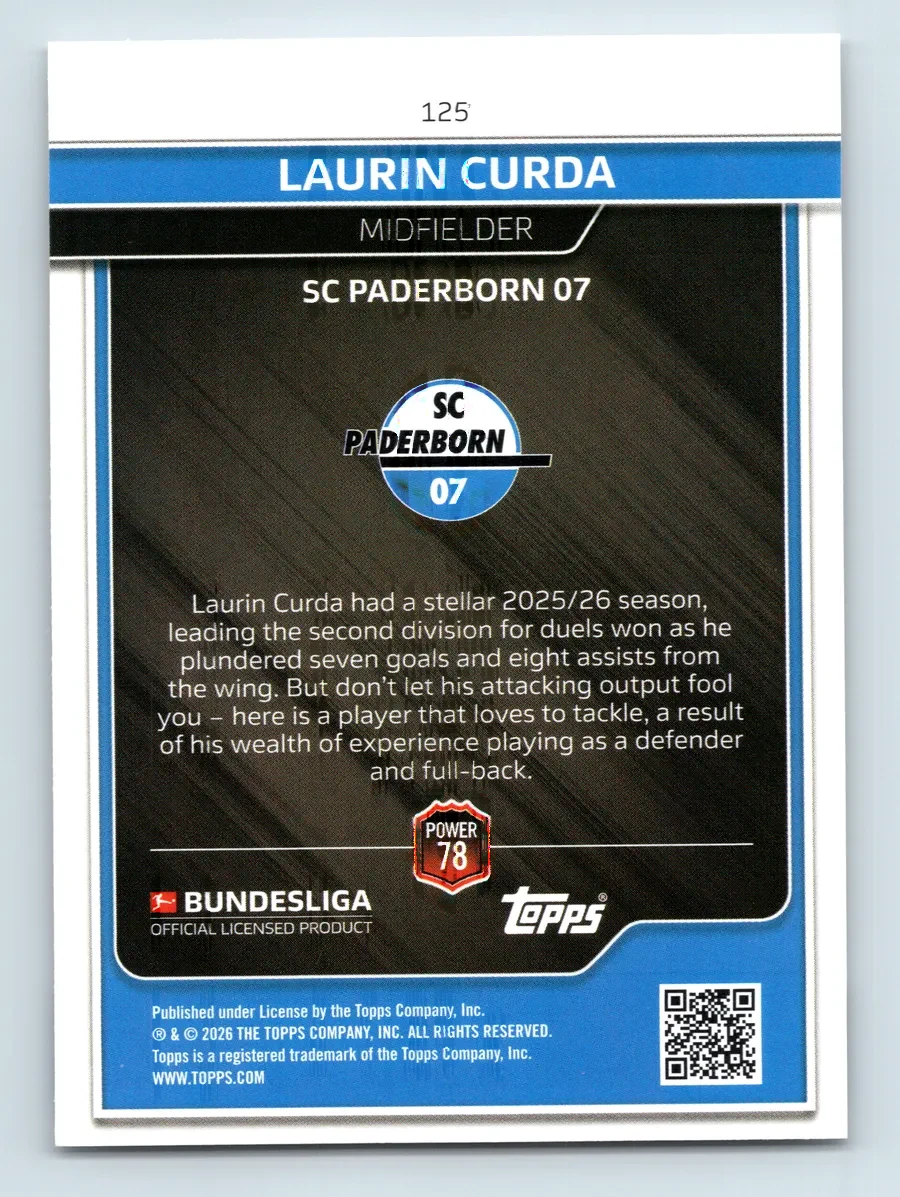 125
LAURIN CURDA
MIDFIELDER
SC PADERBORN 07
SC
PADERBORN
07
Laurin Curda had a stellar 2025/26 season,
leading the second division for duels won as he
plundered seven goals and eight assists from
the wing. But don't let his attacking output fool
you – here is a player that loves to tackle, a result
of his wealth of experience playing as a defender
and full-back.
POWER
78
BUNDESLIGA
OFFICIAL LICENSED PRODUCT
topps®
Published under License by the Topps Company, Inc.
® & © 2026 THE TOPPS COMPANY, INC. ALL RIGHTS RESERVED.
Topps is a registered trademark of the Topps Company, Inc.
WWW.TOPPS.COM